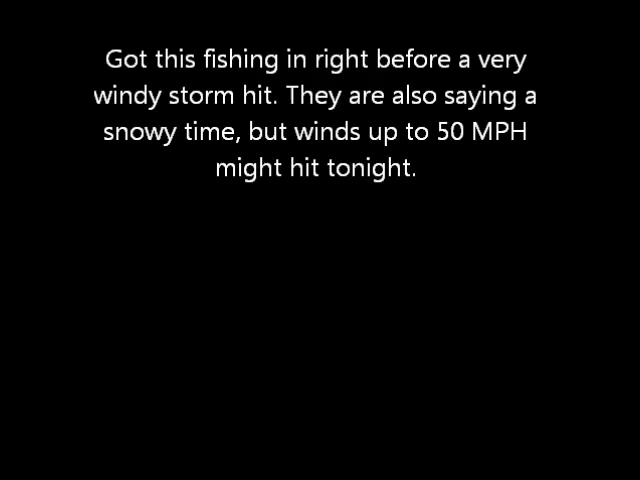 Got this fishing in right before a very
windy storm hit. They are also saying a
snowy time, but winds up to 50 MPH
might hit tonight.